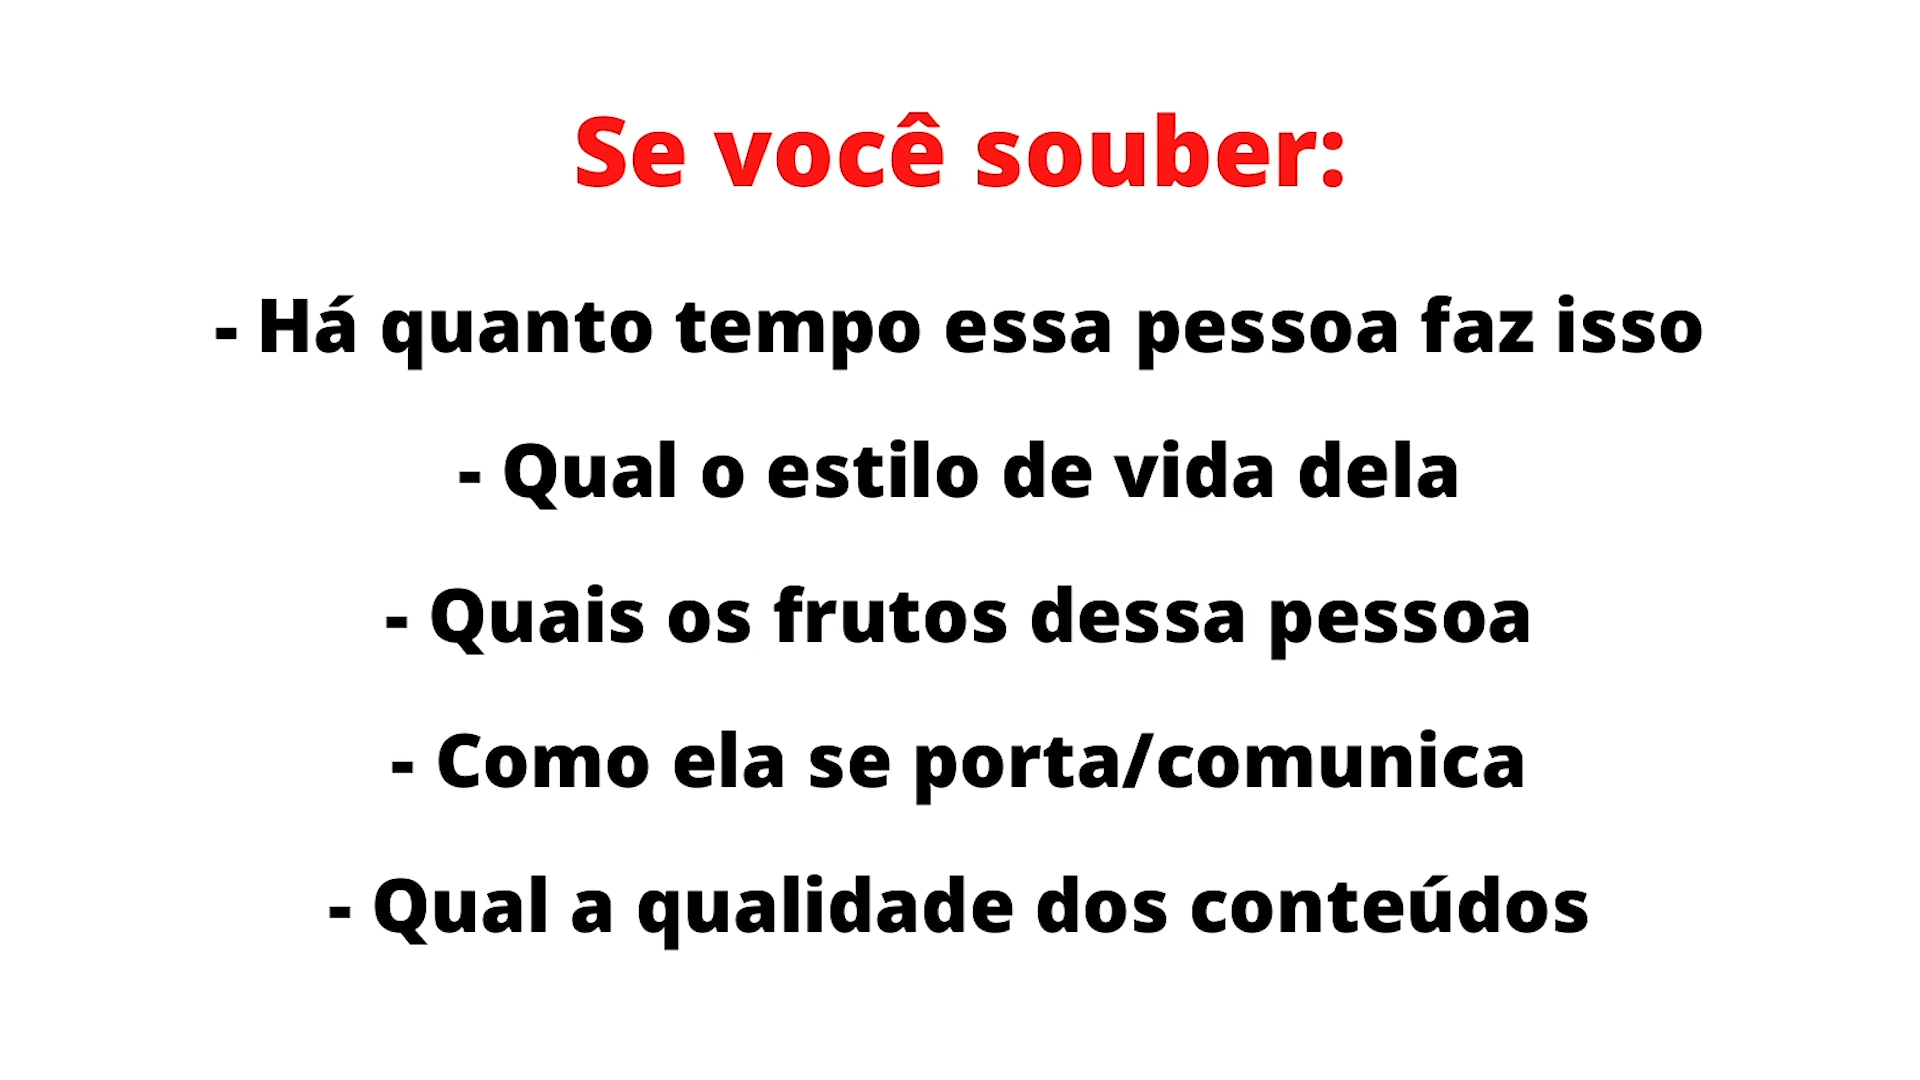 Se você souber:
- Há quanto tempo essa pessoa faz isso
- Qual o estilo de vida dela
- Quais os frutos dessa pessoa
- Como ela se porta/comunica
- Qual a qualidade dos conteúdos